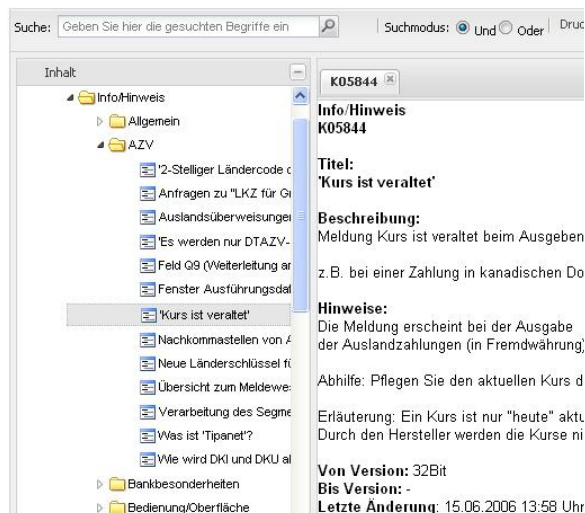 Suche: Geben Sie hier die gesuchten Begriffe ein Suchmodus: Und Oder Druc
Inhalt
Info/Hinweis
Allgemein
AZV
'2-Stelliger Ländercode c
Anfragen zu "LKZ für Gr
Auslandsüberweisunger
'Es werden nur DTAZV-
Feld Q9 (Weiterleitung ar
Fenster Ausführungsdat
'Kurs ist veraltet'
Nachkommastellen von A
Neue Länderschlüssel fü
Übersicht zum Meldewe
Verarbeitung des Segme
Was ist 'Tipanet'?
Wie wird DKI und DKU al
Bankbesonderheiten
Bedienung/Oberfläche
K05844
Info/Hinweis
K05844
Titel:
'Kurs ist veraltet'
Beschreibung:
Meldung Kurs ist veraltet beim Ausgeben
z.B. bei einer Zahlung in kanadischen Do
Hinweise:
Die Meldung erscheint bei der Ausgabe
der Auslandzahlungen (in Fremdwährung)
Abhilfe: Pflegen Sie den aktuellen Kurs d
Erläuterung: Ein Kurs ist nur "heute" aktu
Durch den Hersteller werden die Kurse ni
Von Version: 32Bit
Bis Version: -
Letzte Änderung: 15.06.2006 13:58 Uhr